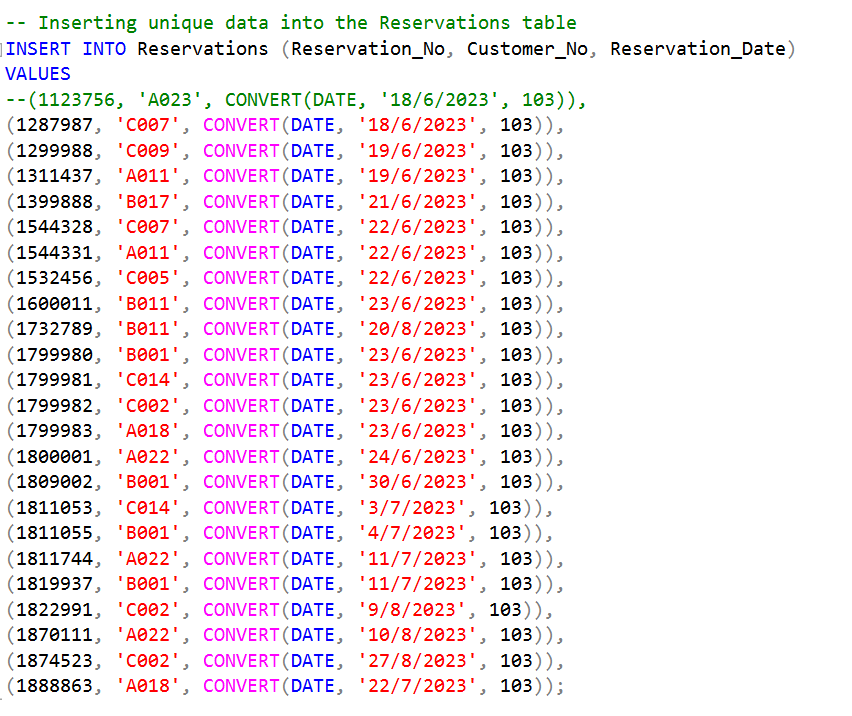 -- Inserting unique data into the Reservations table
INSERT INTO Reservations (Reservation_No, Customer_No, Reservation_Date)
VALUES
--(1123756, 'A023', CONVERT(DATE, '18/6/2023', 103)),
(1287987, 'C007', CONVERT(DATE, '18/6/2023', 103)),
(1299988, 'C009', CONVERT(DATE, '19/6/2023', 103)),
(1311437, 'A011', CONVERT(DATE, '19/6/2023', 103)),
(1399888, 'B017', CONVERT(DATE, '21/6/2023', 103)),
(1544328, 'C007', CONVERT(DATE, '22/6/2023', 103)),
(1544331, 'A011', CONVERT(DATE, '22/6/2023', 103)),
(1532456, 'C005', CONVERT(DATE, '22/6/2023', 103)),
(1600011, 'B011', CONVERT(DATE, '23/6/2023', 103)),
(1732789, 'B011', CONVERT(DATE, '20/8/2023', 103)),
(1799980, 'B001', CONVERT(DATE, '23/6/2023', 103)),
(1799981, 'C014', CONVERT(DATE, '23/6/2023', 103)),
(1799982, 'C002', CONVERT(DATE, '23/6/2023', 103)),
(1799983, 'A018', CONVERT(DATE, '23/6/2023', 103)),
(1800001, 'A022', CONVERT(DATE, '24/6/2023', 103)),
(1809002, 'B001', CONVERT(DATE, '30/6/2023', 103)),
(1811053, 'C014', CONVERT(DATE, '3/7/2023', 103)),
(1811055, 'B001', CONVERT(DATE, '4/7/2023', 103)),
(1811744, 'A022', CONVERT(DATE, '11/7/2023', 103)),
(1819937, 'B001', CONVERT(DATE, '11/7/2023', 103)),
(1822991, 'C002', CONVERT(DATE, '9/8/2023', 103)),
(1870111, 'A022', CONVERT(DATE, '10/8/2023', 103)),
(1874523, 'C002', CONVERT(DATE, '27/8/2023', 103)),
(1888863, 'A018', CONVERT(DATE, '22/7/2023', 103));